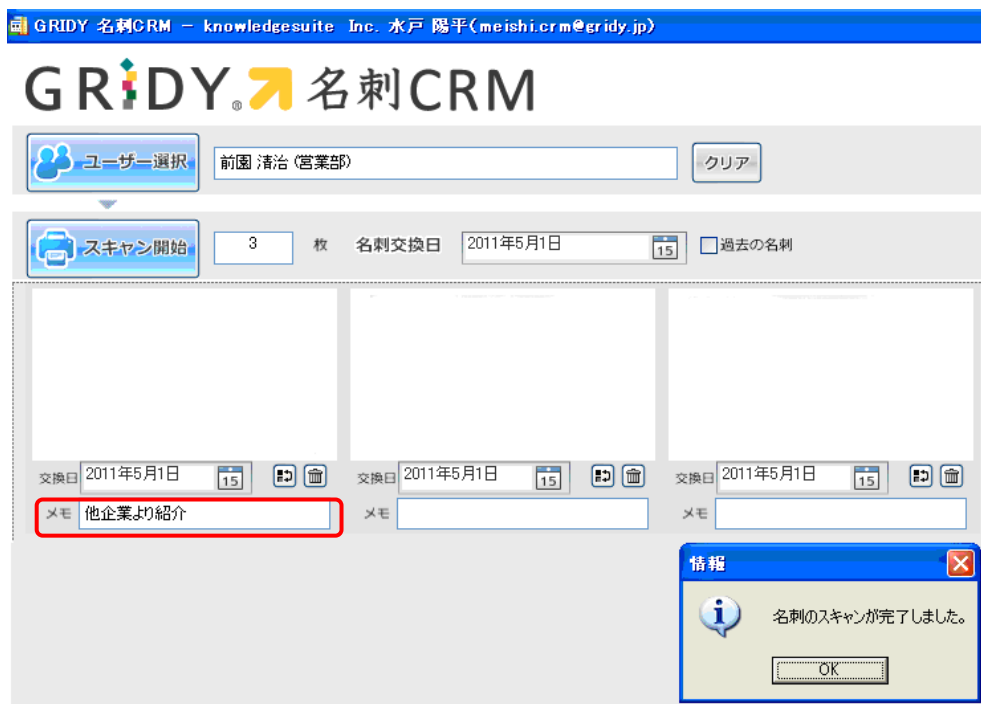 GRIDY 名刺CRM － knowledgesuite Inc. 水戸 陽平(meishi.crm@gridy.jp)
GRiDY®名刺CRM
ユーザー選択 前園 清治 (営業部) クリア
スキャン開始 3 枚 名刺交換日 2011年5月1日 15 過去の名刺
交換日 2011年5月1日 15 交換日 2011年5月1日 15 交換日 2011年5月1日 15
メモ 他企業より紹介 メモ メモ
情報
名刺のスキャンが完了しました。
OK